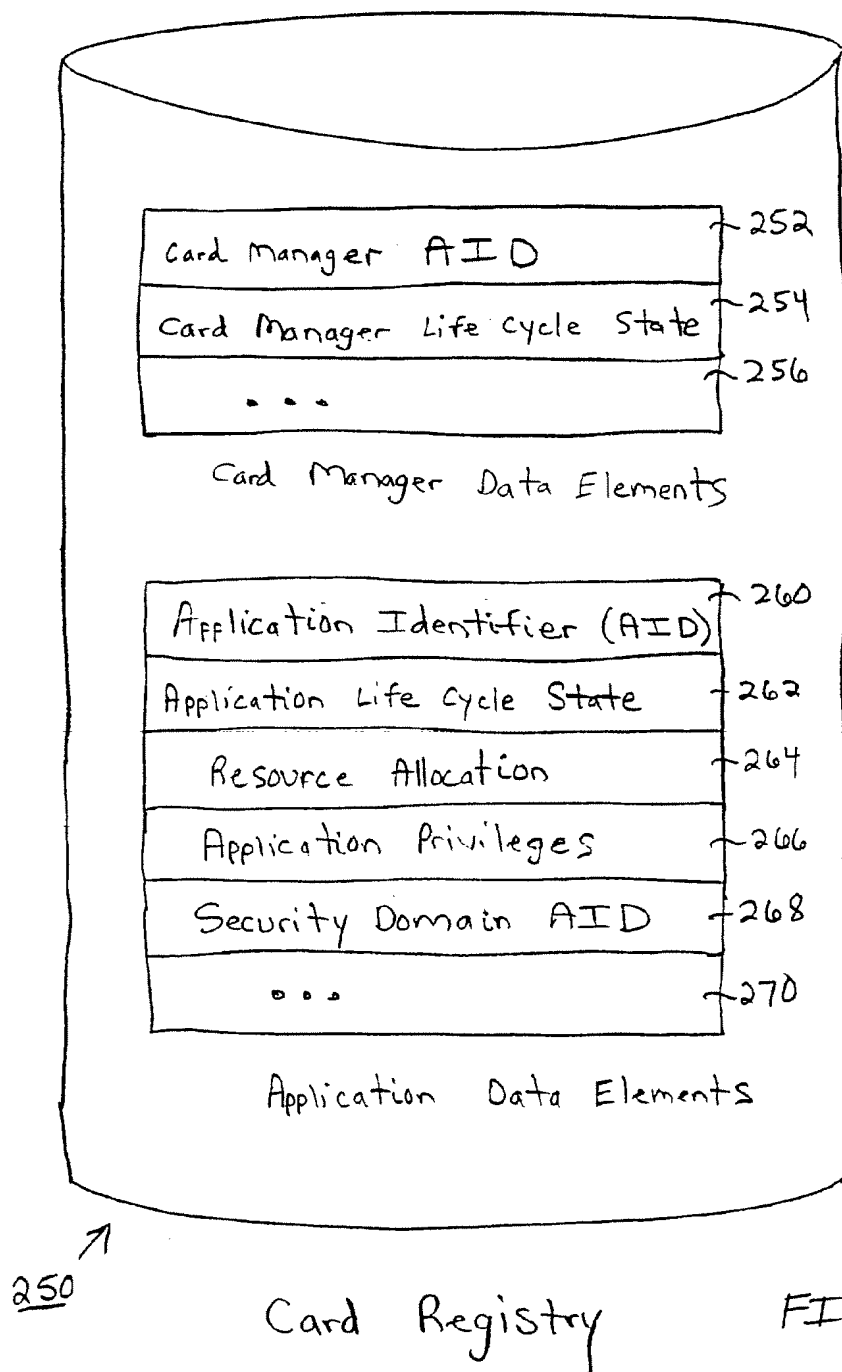 Card Manager AID 252
Card Manager Life Cycle State 254
... 256
Card Manager Data Elements
Application Identifier (AID) 260
Application Life Cycle State 262
Resource Allocation 264
Application Privileges 266
Security Domain AID 268
... 270
Application Data Elements
250
Card Registry FI